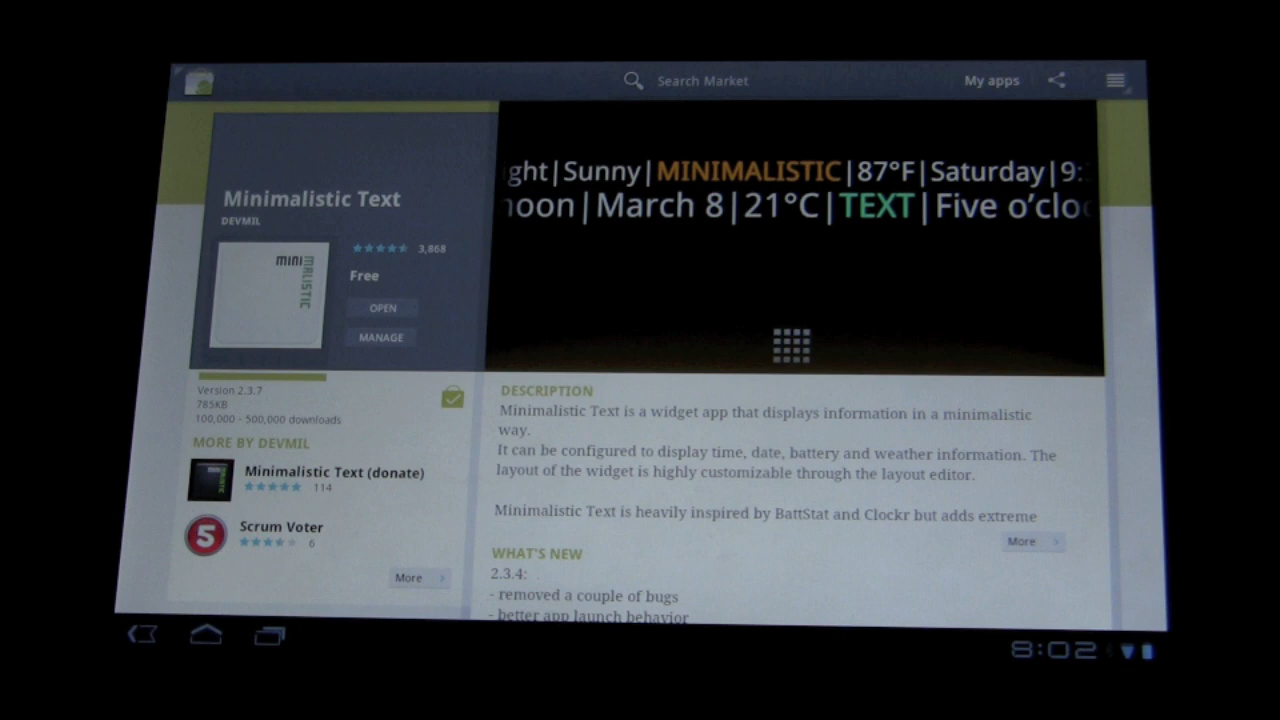 Search Market
My apps
ght|Sunny|MINIMALISTIC|87°F|Saturday|9:
noon|March 8|21°C|TEXT|Five o'cloc
Minimalistic Text
DEVMIL
3,868
Free
OPEN
MANAGE
mini
MALISTIC
Version 2.3.7
785KB
100,000 - 500,000 downloads
MORE BY DEVMIL
Minimalistic Text (donate)
114
5
Scrum Voter
6
More
DESCRIPTION
Minimalistic Text is a widget app that displays information in a minimalistic
way.
It can be configured to display time, date, battery and weather information. The
layout of the widget is highly customizable through the layout editor.
Minimalistic Text is heavily inspired by BattStat and Clockr but adds extreme
More
WHAT'S NEW
2.3.4:
- removed a couple of bugs
- better app launch behavior
8:02